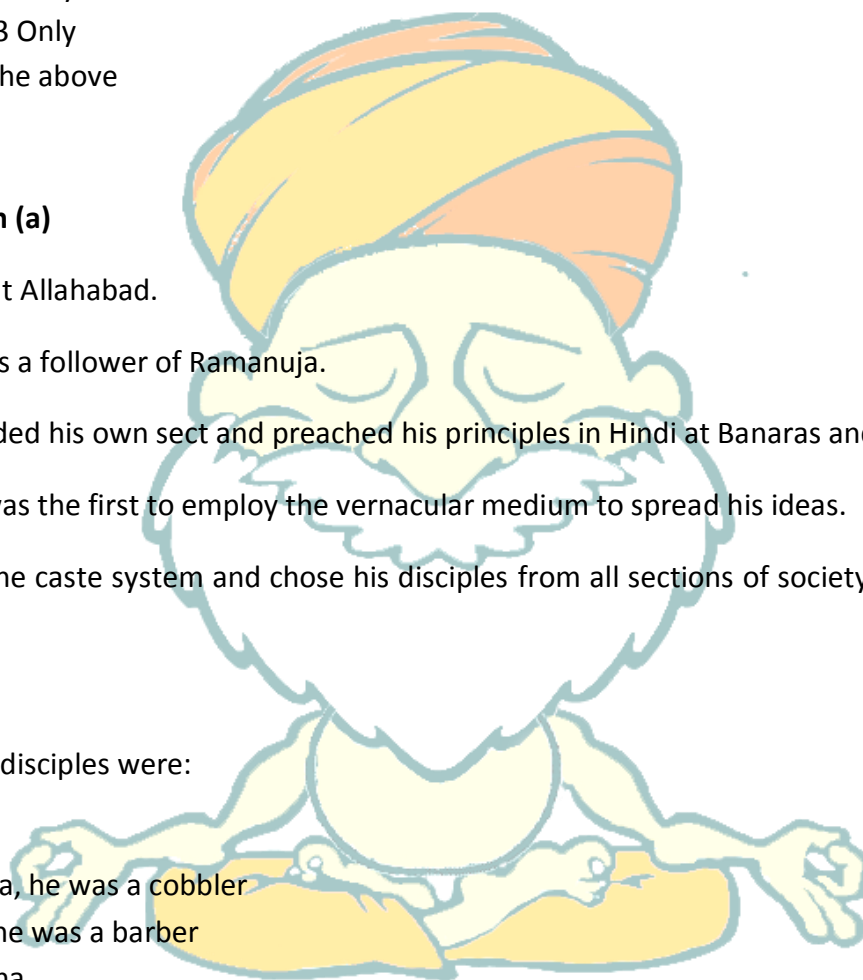 3 Only
he above
n (a)
t Allahabad.
s a follower of Ramanuja.
ded his own sect and preached his principles in Hindi at Banaras and
was the first to employ the vernacular medium to spread his ideas.
he caste system and chose his disciples from all sections of society
disciples were:
a, he was a cobbler
he was a barber